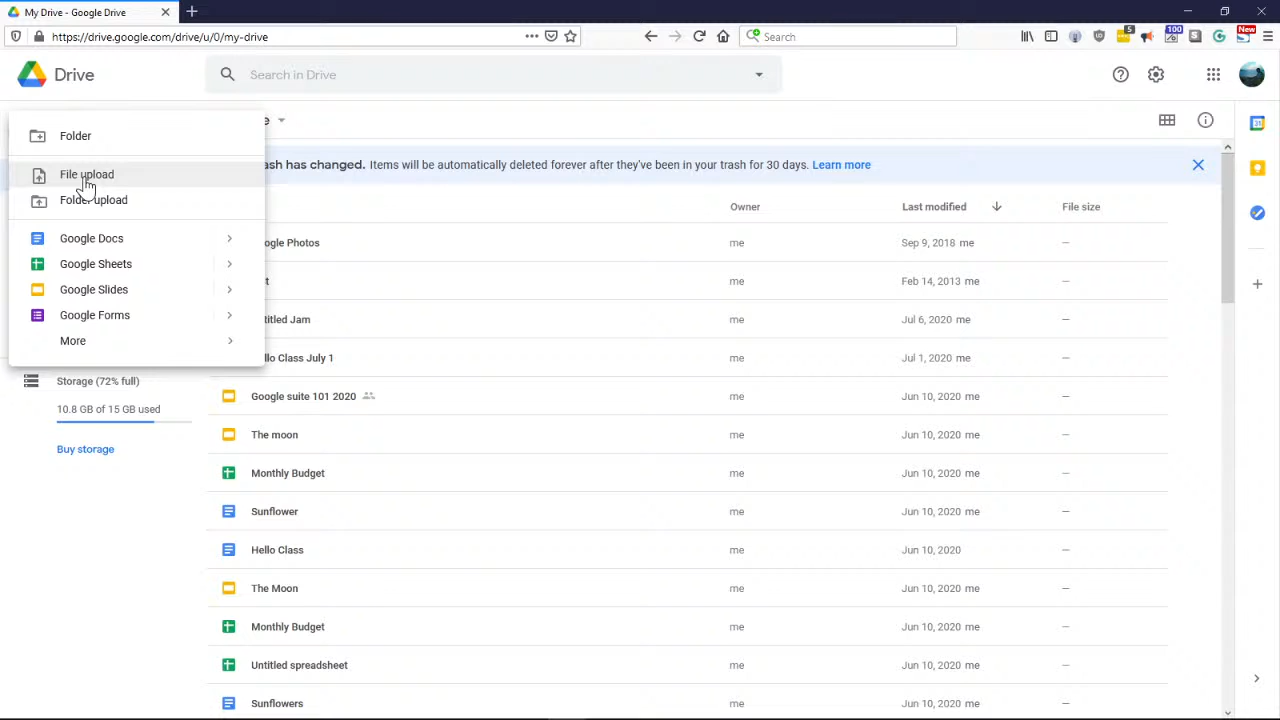 My Drive - Google Drive
https://drive.google.com/drive/u/0/my-drive
Search
5
100
New
Drive
Search in Drive
Folder
File upload
Folder upload
Google Docs
Google Sheets
Google Slides
Google Forms
More
e
ash has changed. Items will be automatically deleted forever after they've been in your trash for 30 days. Learn more
Owner Last modified File size
ogle Photos me Sep 9, 2018 me –
t me Feb 14, 2013 me –
titled Jam me Jul 6, 2020 me –
llo Class July 1 me Jul 1, 2020 me –
Storage (72% full)
10.8 GB of 15 GB used
Buy storage
Google suite 101 2020 me Jun 10, 2020 me –
The moon me Jun 10, 2020 me –
Monthly Budget me Jun 10, 2020 me –
Sunflower me Jun 10, 2020 me –
Hello Class me Jun 10, 2020 –
The Moon me Jun 10, 2020 me –
Monthly Budget me Jun 10, 2020 me –
Untitled spreadsheet me Jun 10, 2020 me –
Sunflowers me Jun 10, 2020 me –
31